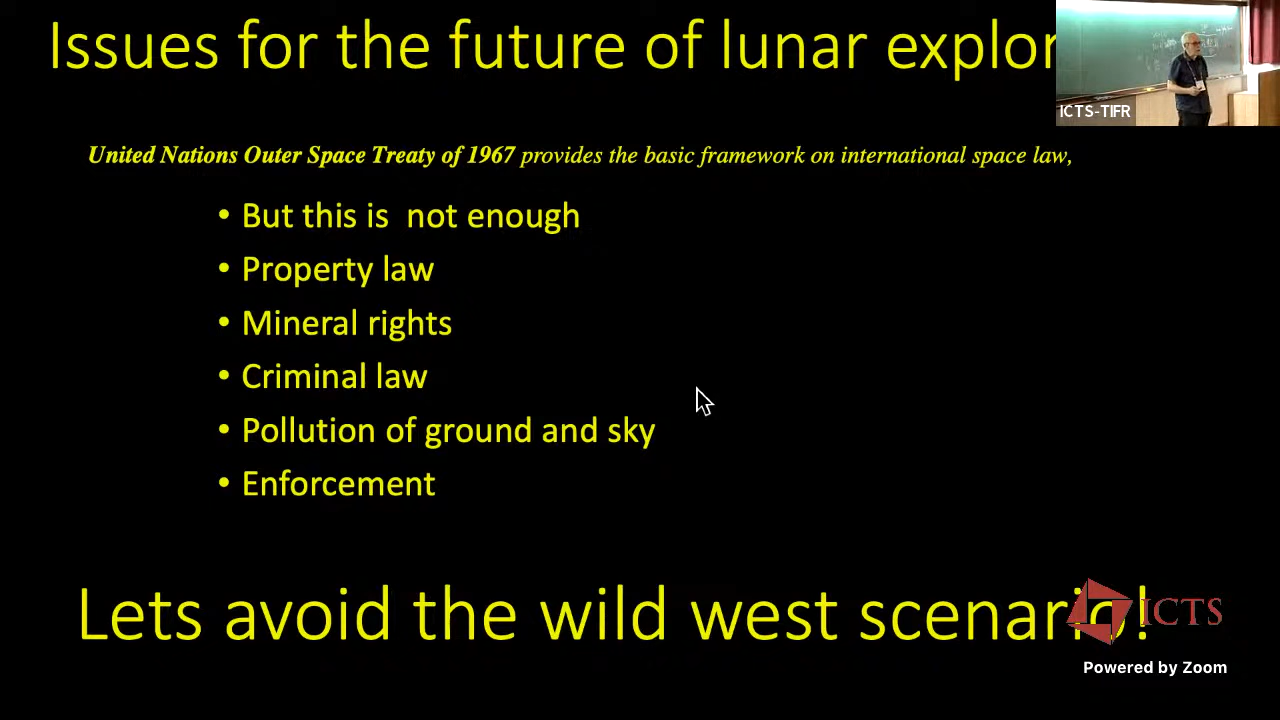 Issues for the future of lunar explor
ICTS-TIFR
United Nations Outer Space Treaty of 1967 provides the basic framework on international space law,
• But this is  not enough
• Property law
• Mineral rights
• Criminal law
• Pollution of ground and sky
• Enforcement
Lets avoid the wild west scenario!
ICTS
Powered by Zoom